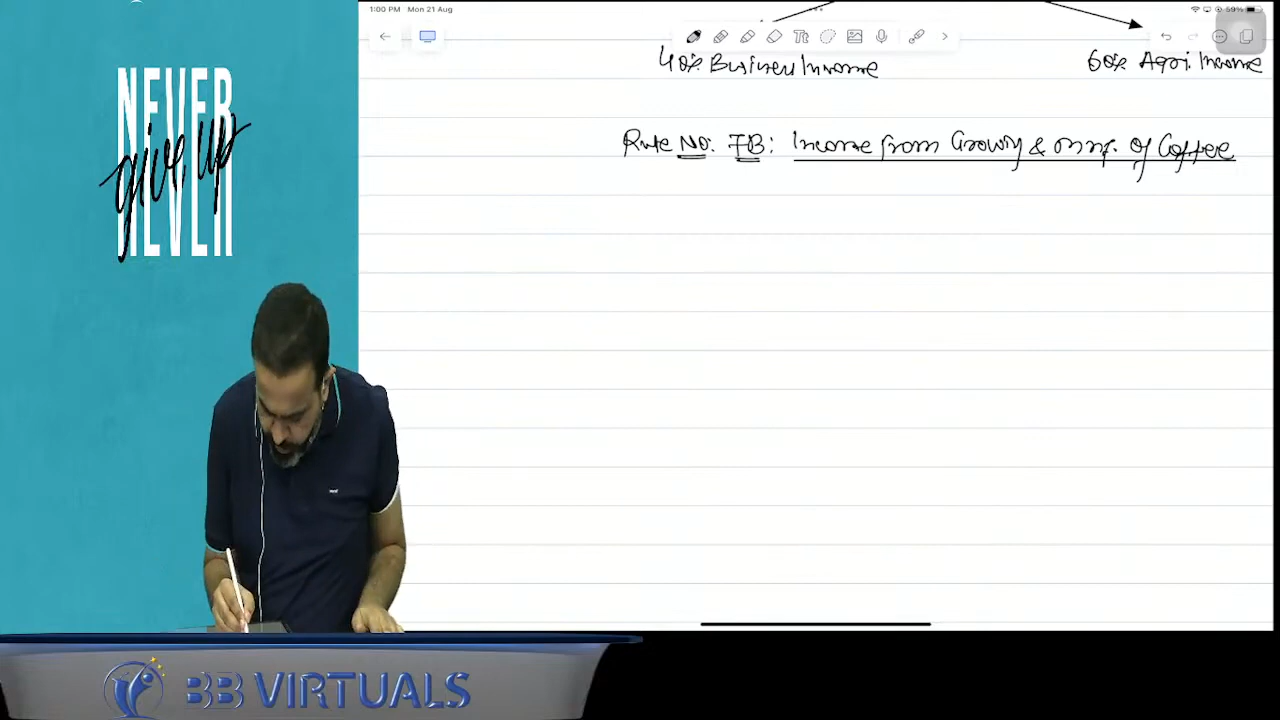 1:00 PM Mon 21 Aug
59%
NEVER
give up
NEVER
40% Business Income
60% Agri. Income
Rule No. 7B: Income from Growing & Mnf. of Coffee
BB VIRTUALS